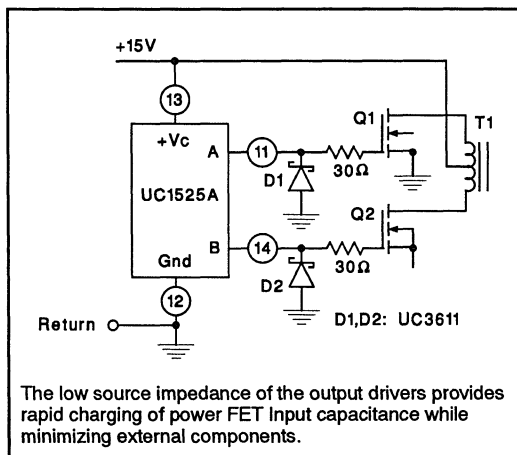 +15V
13
+Vc
A
11
Q1
T1
D1
30Ω
UC1525A
Q2
B
14
30Ω
Gnd
D2
12
D1,D2: UC3611
Return
The low source impedance of the output drivers provides
rapid charging of power FET Input capacitance while
minimizing external components.